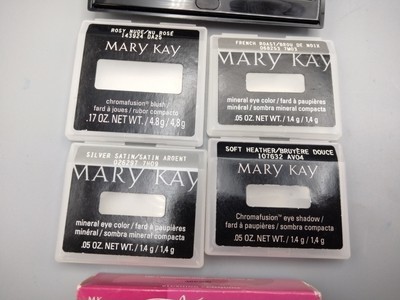 ROSY NUDE/NU ROSÉ
MARY KAY
chromafusion® blush /
fard à joues / rubor compacto
.17 OZ. NET WT. / 4,8 g / 4,8 g
FRENCH ROAST/BRUN DE NOIX
MARY KAY
mineral eye color / fard à paupières
minéral / sombra mineral compacta
.05 OZ. NET WT. / 1.4 g / 1,4 g
SILVER SATIN/SATIN ARGENT
MARY KAY
mineral eye color / fard à paupières
minéral / sombra mineral compacta
.05 OZ. NET WT. / 1.4 g / 1,4 g
SOFT HEATHER/BRUYÈRE DOUCE
107632 AV04
MARY KAY
Chromafusion™ eye shadow /
fard à paupières / sombra compacta
.05 OZ. NET WT. / 1.4 g / 1,4 g
MK